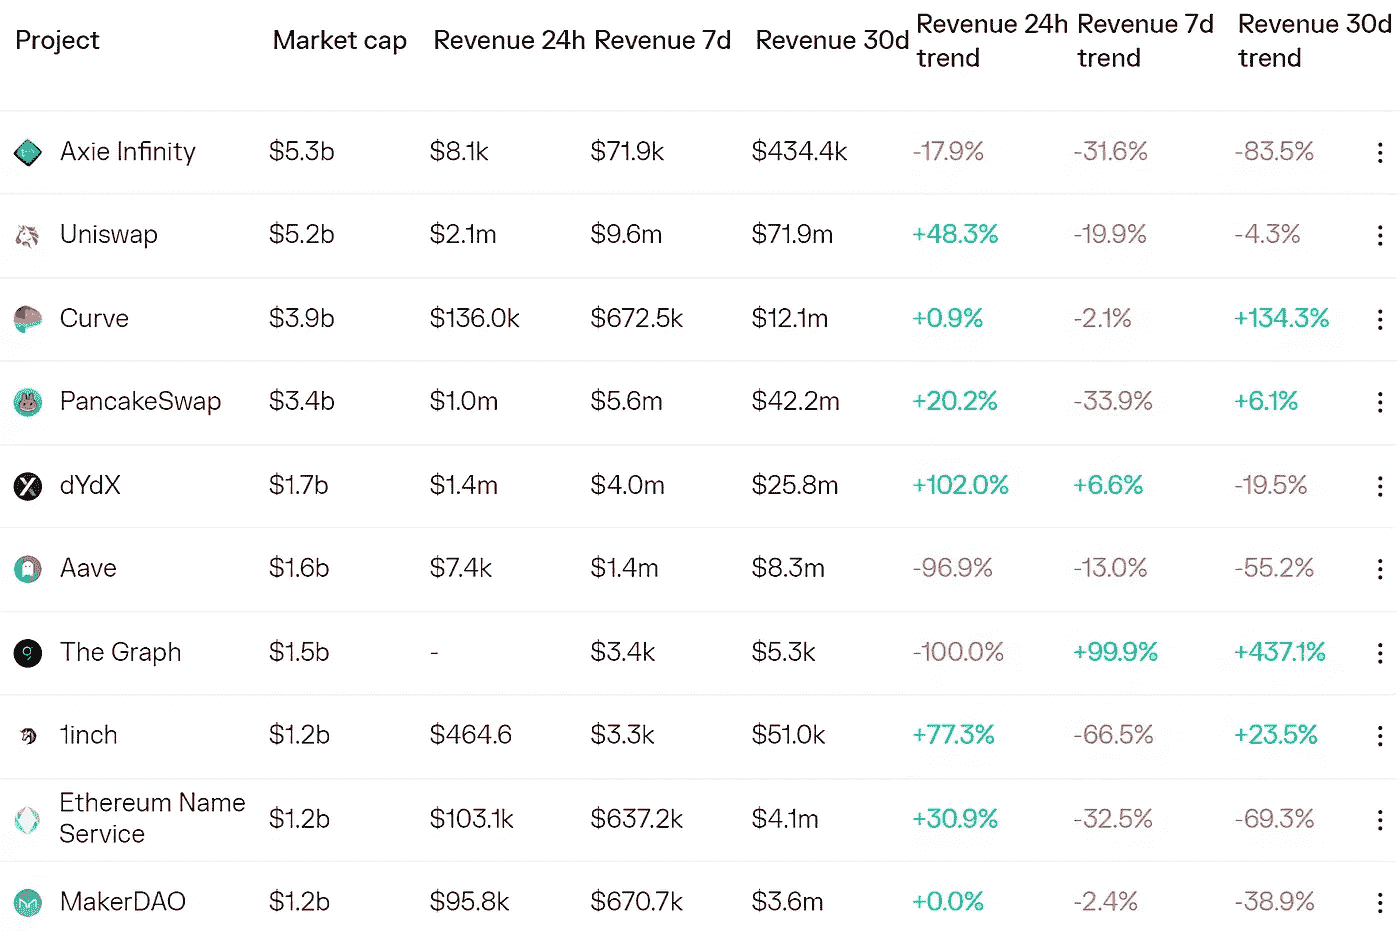 Project Market cap Revenue 24h Revenue 7d Revenue 30d Revenue 24h trend Revenue 7d trend Revenue 30d trend
Axie Infinity $5.3b $8.1k $71.9k $434.4k -17.9% -31.6% -83.5%
Uniswap $5.2b $2.1m $9.6m $71.9m +48.3% -19.9% -4.3%
Curve $3.9b $136.0k $672.5k $12.1m +0.9% -2.1% +134.3%
PancakeSwap $3.4b $1.0m $5.6m $42.2m +20.2% -33.9% +6.1%
dYdX $1.7b $1.4m $4.0m $25.8m +102.0% +6.6% -19.5%
Aave $1.6b $7.4k $1.4m $8.3m -96.9% -13.0% -55.2%
The Graph $1.5b - $3.4k $5.3k -100.0% +99.9% +437.1%
1inch $1.2b $464.6 $3.3k $51.0k +77.3% -66.5% +23.5%
Ethereum Name Service $1.2b $103.1k $637.2k $4.1m +30.9% -32.5% -69.3%
MakerDAO $1.2b $95.8k $670.7k $3.6m +0.0% -2.4% -38.9%